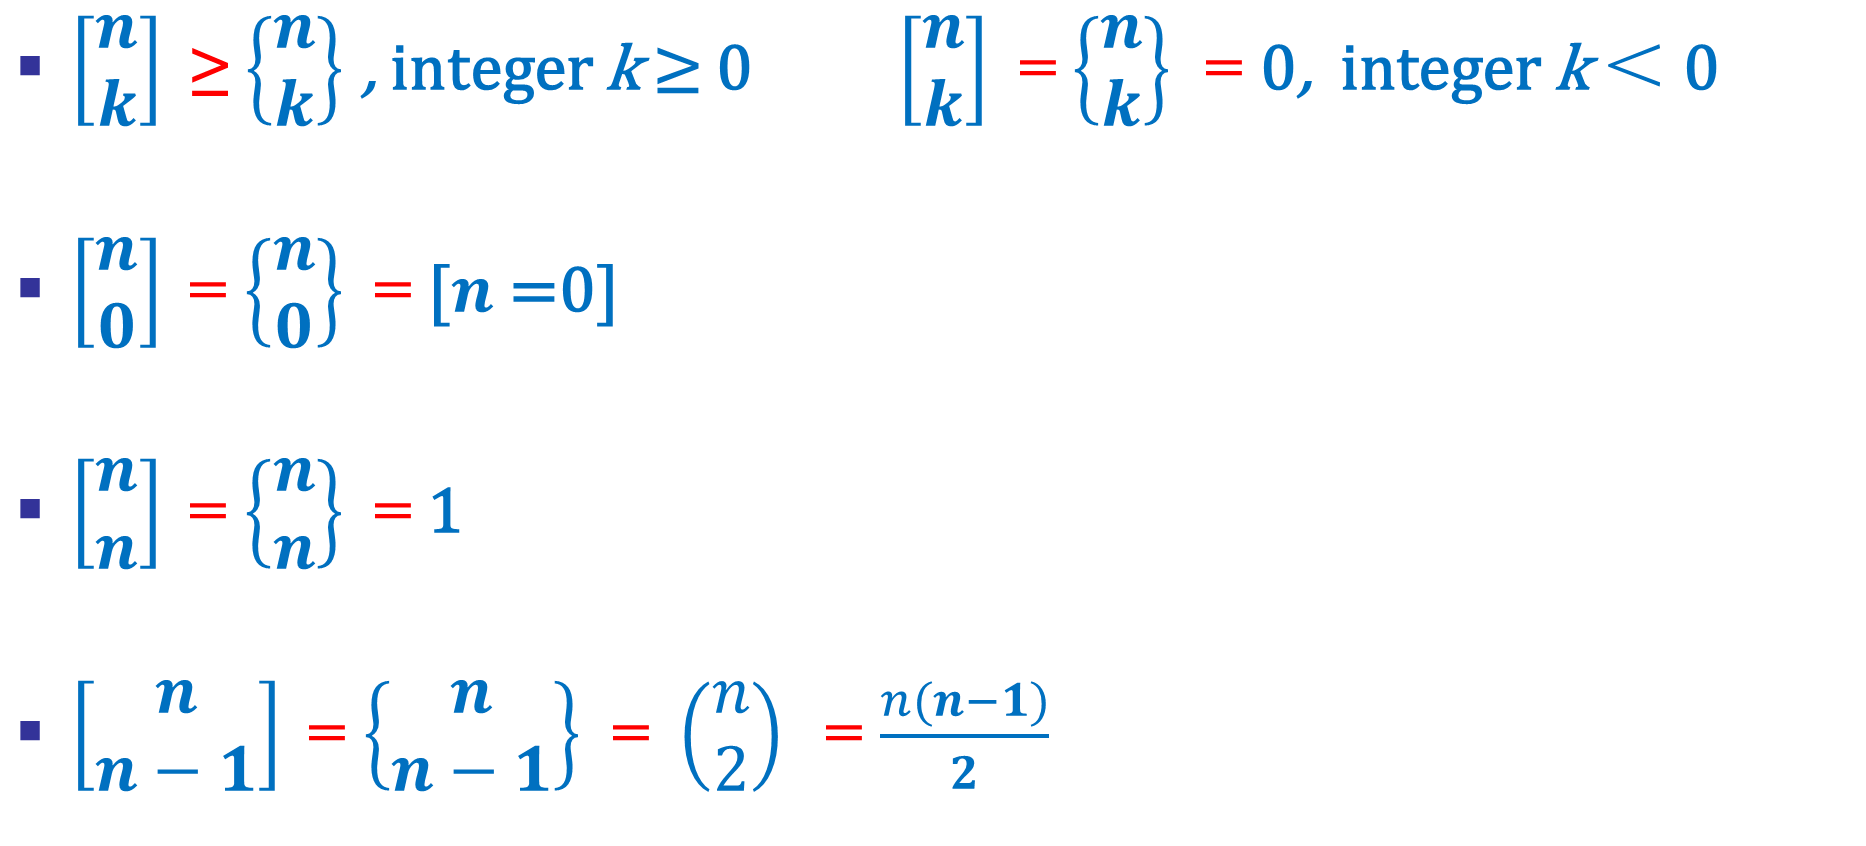 ▪ [n k] ≥ {n k} , integer k ≥ 0 [n k] = {n k} = 0, integer k < 0
▪ [n 0] = {n 0} = [n =0]
▪ [n n] = {n n} = 1
▪ [n n − 1] = {n n − 1} = (n 2) = n(n−1)/2